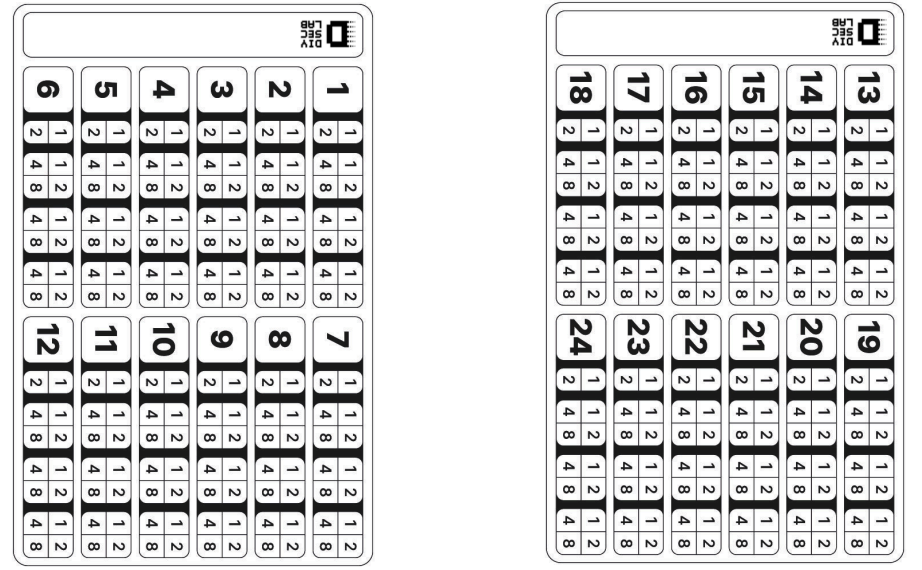 DIY
SEC
LAB
1 1 1 2 1 2 1 2 7 1 1 2 1 2 1 2
2 4 8 4 8 4 8 2 4 8 4 8 4 8
2 1 1 2 1 2 1 2 8 1 1 2 1 2 1 2
2 4 8 4 8 4 8 2 4 8 4 8 4 8
3 1 1 2 1 2 1 2 9 1 1 2 1 2 1 2
2 4 8 4 8 4 8 2 4 8 4 8 4 8
4 1 1 2 1 2 1 2 10 1 1 2 1 2 1 2
2 4 8 4 8 4 8 2 4 8 4 8 4 8
5 1 1 2 1 2 1 2 11 1 1 2 1 2 1 2
2 4 8 4 8 4 8 2 4 8 4 8 4 8
6 1 1 2 1 2 1 2 12 1 1 2 1 2 1 2
2 4 8 4 8 4 8 2 4 8 4 8 4 8
DIY
SEC
LAB
13 1 1 2 1 2 1 2 19 1 1 2 1 2 1 2
2 4 8 4 8 4 8 2 4 8 4 8 4 8
14 1 1 2 1 2 1 2 20 1 1 2 1 2 1 2
2 4 8 4 8 4 8 2 4 8 4 8 4 8
15 1 1 2 1 2 1 2 21 1 1 2 1 2 1 2
2 4 8 4 8 4 8 2 4 8 4 8 4 8
16 1 1 2 1 2 1 2 22 1 1 2 1 2 1 2
2 4 8 4 8 4 8 2 4 8 4 8 4 8
17 1 1 2 1 2 1 2 23 1 1 2 1 2 1 2
2 4 8 4 8 4 8 2 4 8 4 8 4 8
18 1 1 2 1 2 1 2 24 1 1 2 1 2 1 2
2 4 8 4 8 4 8 2 4 8 4 8 4 8